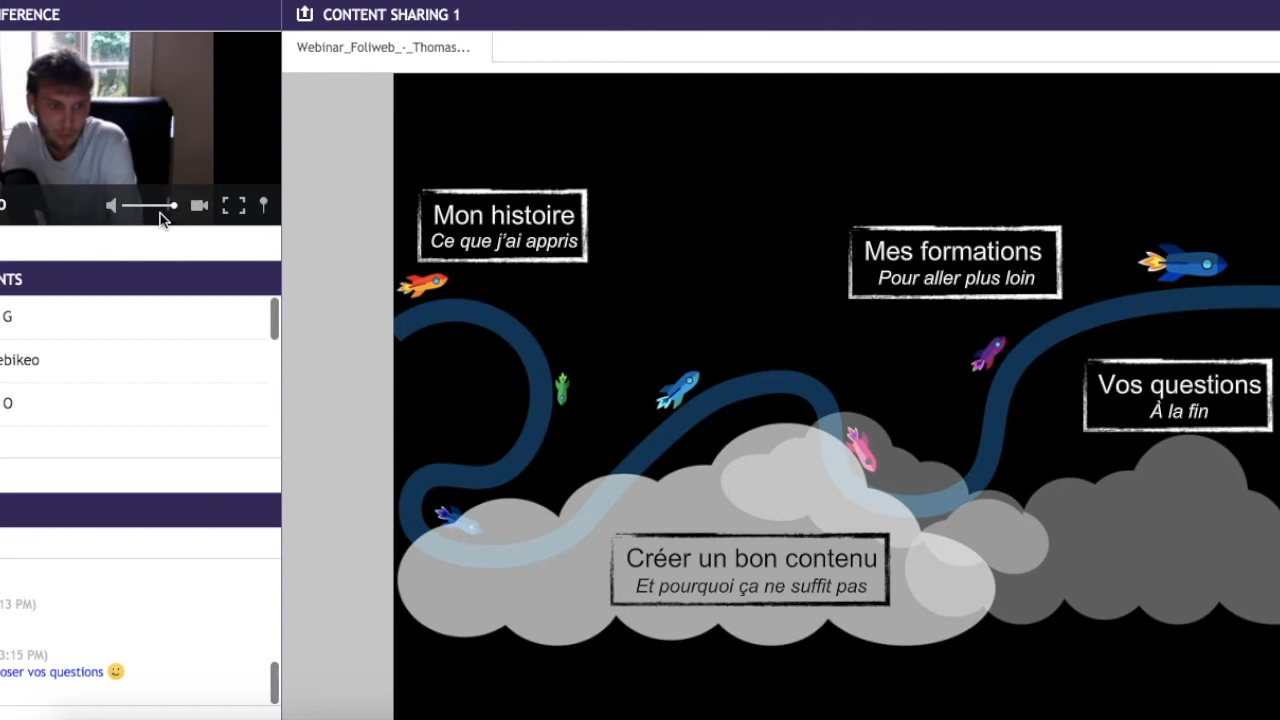 NFERENCE
CONTENT SHARING 1
Webinar_Foliweb_-_Thomas...
O
NTS
G
ebikeo
O
13 PM)
3:15 PM)
oser vos questions
Mon histoire
Ce que j'ai appris
Mes formations
Pour aller plus loin
Vos questions
À la fin
Créer un bon contenu
Et pourquoi ça ne suffit pas